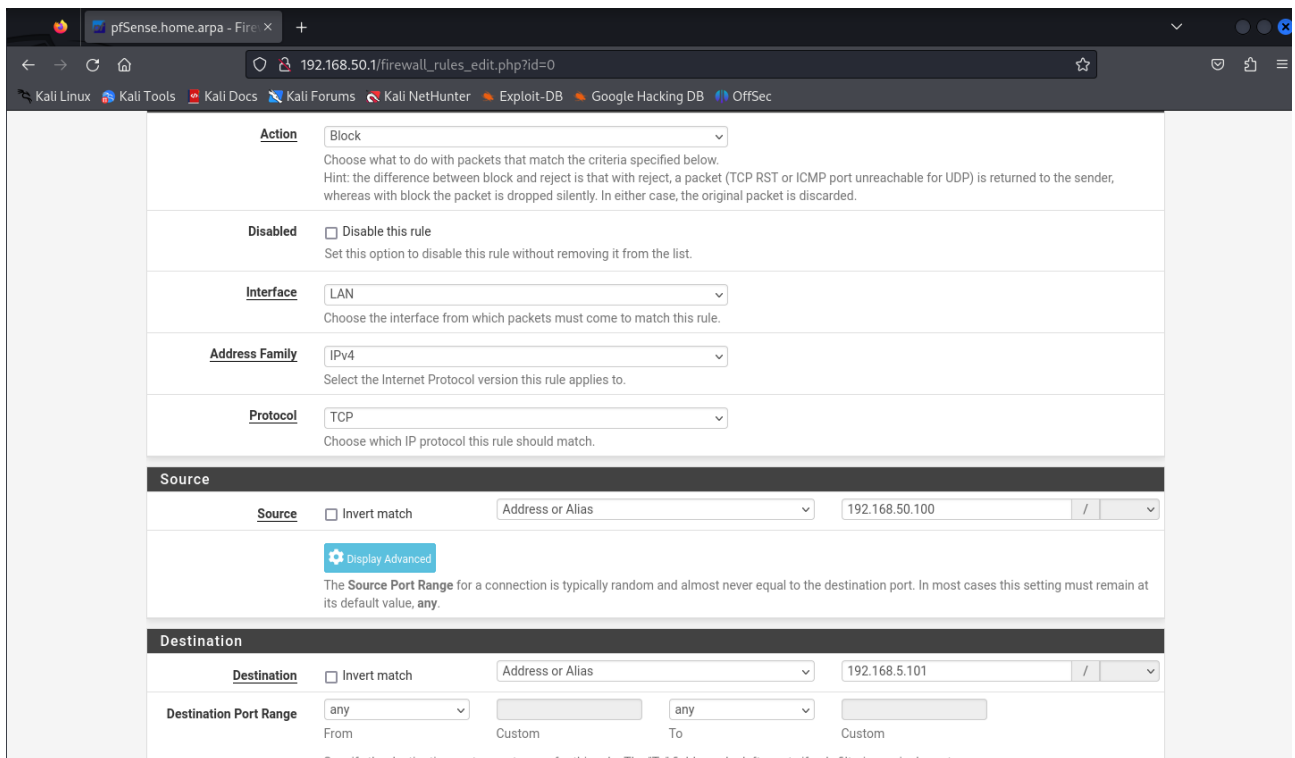 pfSense.home.arpa - Fire
192.168.50.1/firewall_rules_edit.php?id=0
Kali Linux Kali Tools Kali Docs Kali Forums Kali NetHunter Exploit-DB Google Hacking DB OffSec
Action Block
Choose what to do with packets that match the criteria specified below.
Hint: the difference between block and reject is that with reject, a packet (TCP RST or ICMP port unreachable for UDP) is returned to the sender,
whereas with block the packet is dropped silently. In either case, the original packet is discarded.
Disabled Disable this rule
Set this option to disable this rule without removing it from the list.
Interface LAN
Choose the interface from which packets must come to match this rule.
Address Family IPv4
Select the Internet Protocol version this rule applies to.
Protocol TCP
Choose which IP protocol this rule should match.
Source
Source Invert match Address or Alias 192.168.50.100 /
Display Advanced
The Source Port Range for a connection is typically random and almost never equal to the destination port. In most cases this setting must remain at
its default value, any.
Destination
Destination Invert match Address or Alias 192.168.5.101 /
Destination Port Range any any
From Custom To Custom